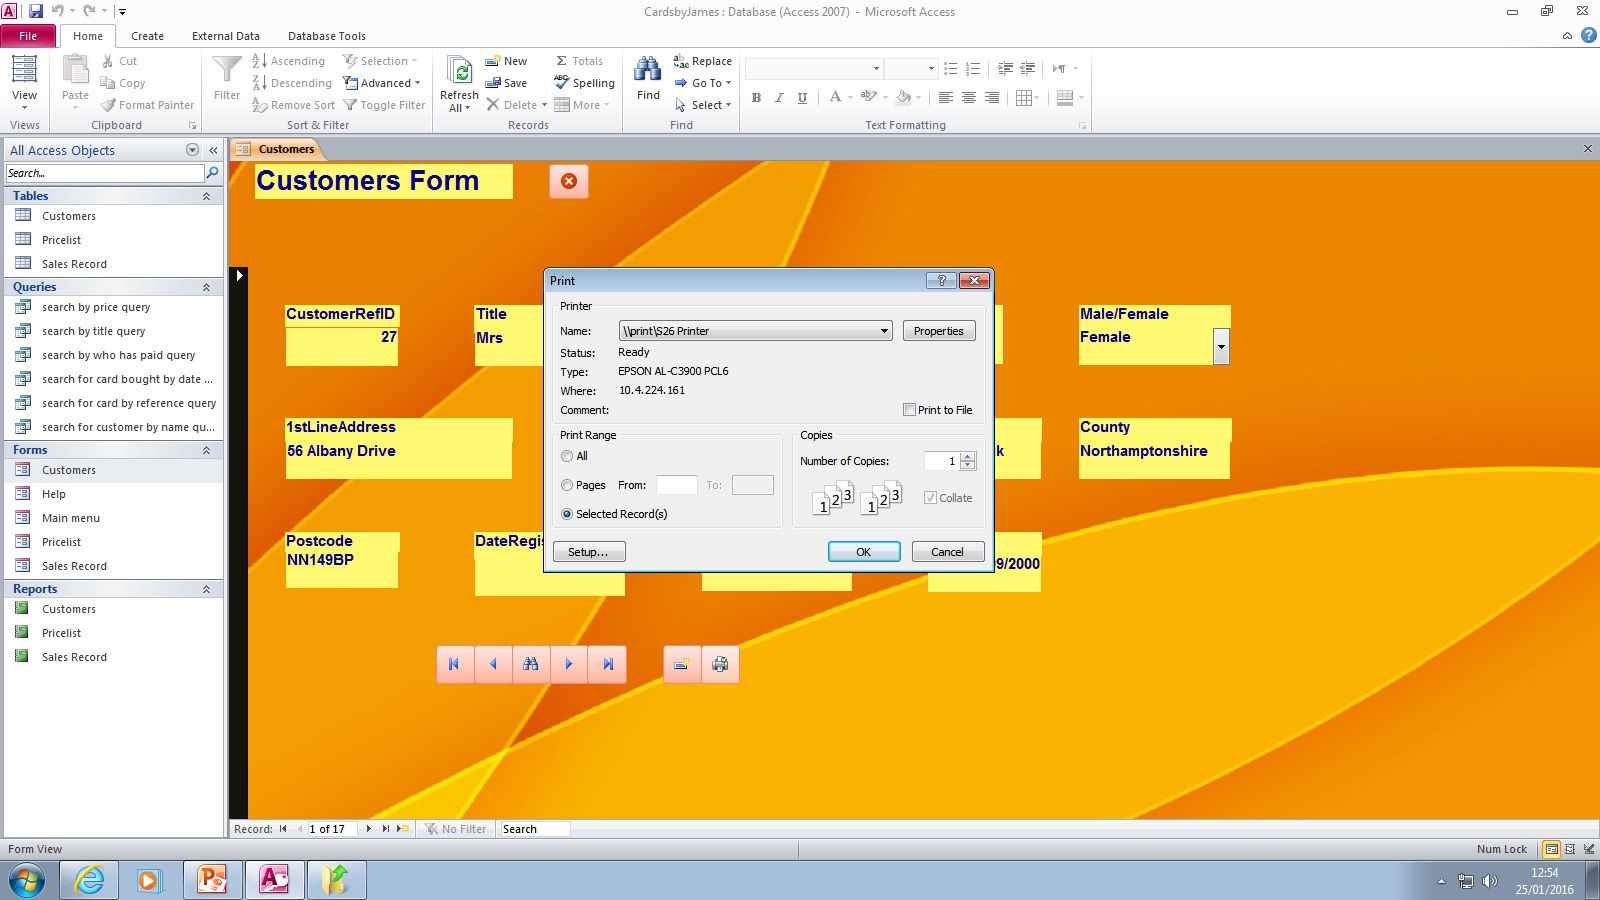 CardsbyJames : Database (Access 2007) - Microsoft Access
File Home Create External Data Database Tools
View
Views
Paste
Cut
Copy
Format Painter
Clipboard
Filter
Ascending
Descending
Remove Sort
Selection
Advanced
Toggle Filter
Sort & Filter
Refresh
All
New
Save
Delete
Totals
Spelling
More
Records
Find
Replace
Go To
Select
Find
B I U A
Text Formatting
All Access Objects
Search...
Tables
Customers
Pricelist
Sales Record
Queries
search by price query
search by title query
search by who has paid query
search for card bought by date ...
search for card by reference query
search for customer by name qu...
Forms
Customers
Help
Main menu
Pricelist
Sales Record
Reports
Customers
Pricelist
Sales Record
Customers
Customers Form
CustomerRefID
27
Title
Mrs
Male/Female
Female
1stLineAddress
56 Albany Drive
k
County
Northamptonshire
Postcode
NN149BP
DateRegis
9/2000
Print
Printer
Name: \\print\S26 Printer Properties
Status: Ready
Type: EPSON AL-C3900 PCL6
Where: 10.4.224.161
Comment: Print to File
Print Range
All
Pages From: To:
Selected Record(s)
Copies
Number of Copies: 1
1 2 3 1 2 3
Collate
Setup... OK Cancel
Record: 1 of 17 No Filter Search
Form View Num Lock
12:54
25/01/2016